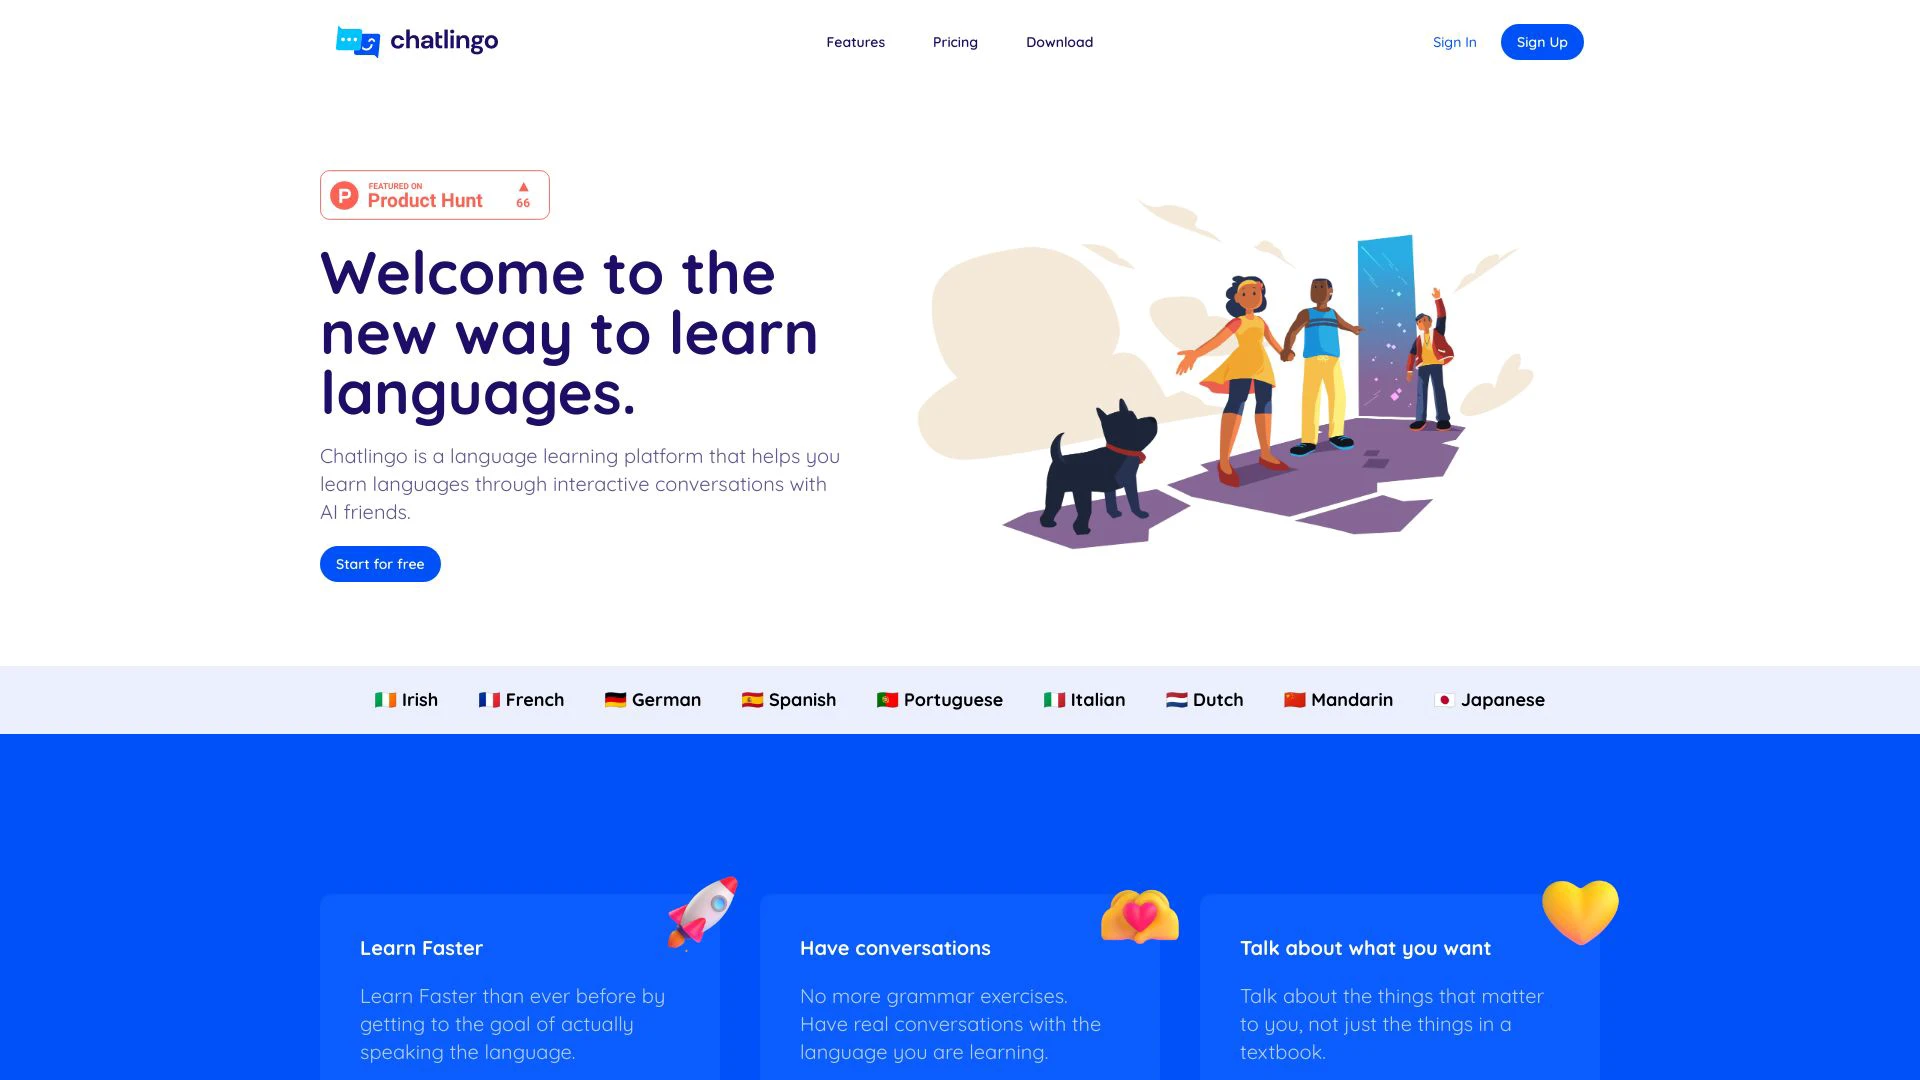 chatlingo
Features
Pricing
Download
Sign In
Sign Up
P
FEATURED ON
Product Hunt
▲
66
Welcome to the
new way to learn
languages.
Chatlingo is a language learning platform that helps you
learn languages through interactive conversations with
AI friends.
Start for free
🇮🇪 Irish
🇫🇷 French
🇩🇪 German
🇪🇸 Spanish
🇵🇹 Portuguese
🇮🇹 Italian
🇳🇱 Dutch
🇨🇳 Mandarin
🇯🇵 Japanese
Learn Faster
Learn Faster than ever before by
getting to the goal of actually
speaking the language.
Have conversations
No more grammar exercises.
Have real conversations with the
language you are learning.
Talk about what you want
Talk about the things that matter
to you, not just the things in a
textbook.